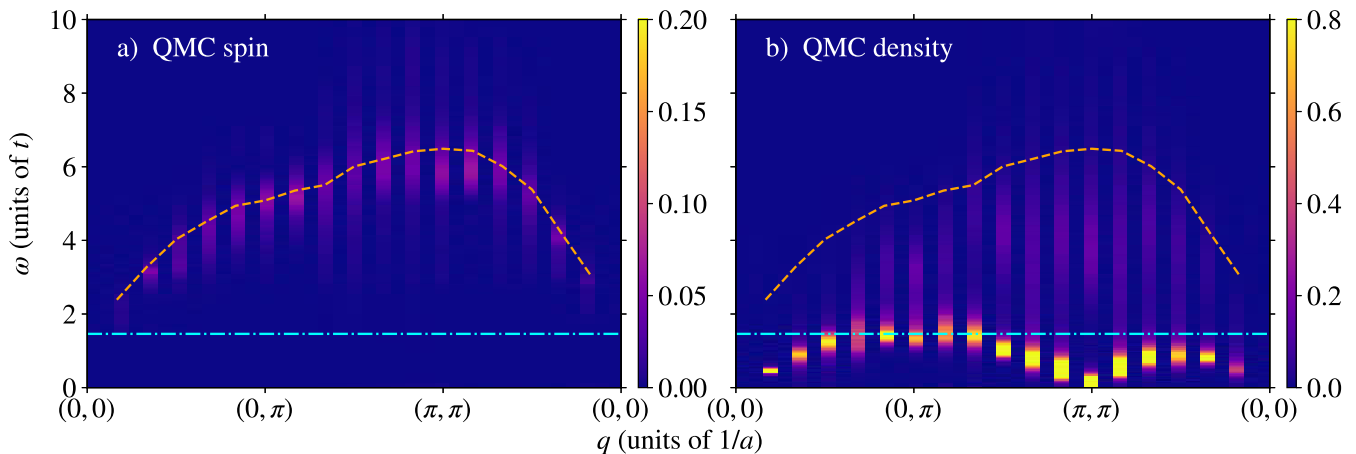 a) QMC spin
b) QMC density
10
8
6
4
2
0
ω (units of t)
(0, 0)
(0, π)
(π, π)
(0, 0)
0.20
0.15
0.10
0.05
0.00
(0, 0)
(0, π)
(π, π)
(0, 0)
0.8
0.6
0.4
0.2
0.0
q (units of 1/a)